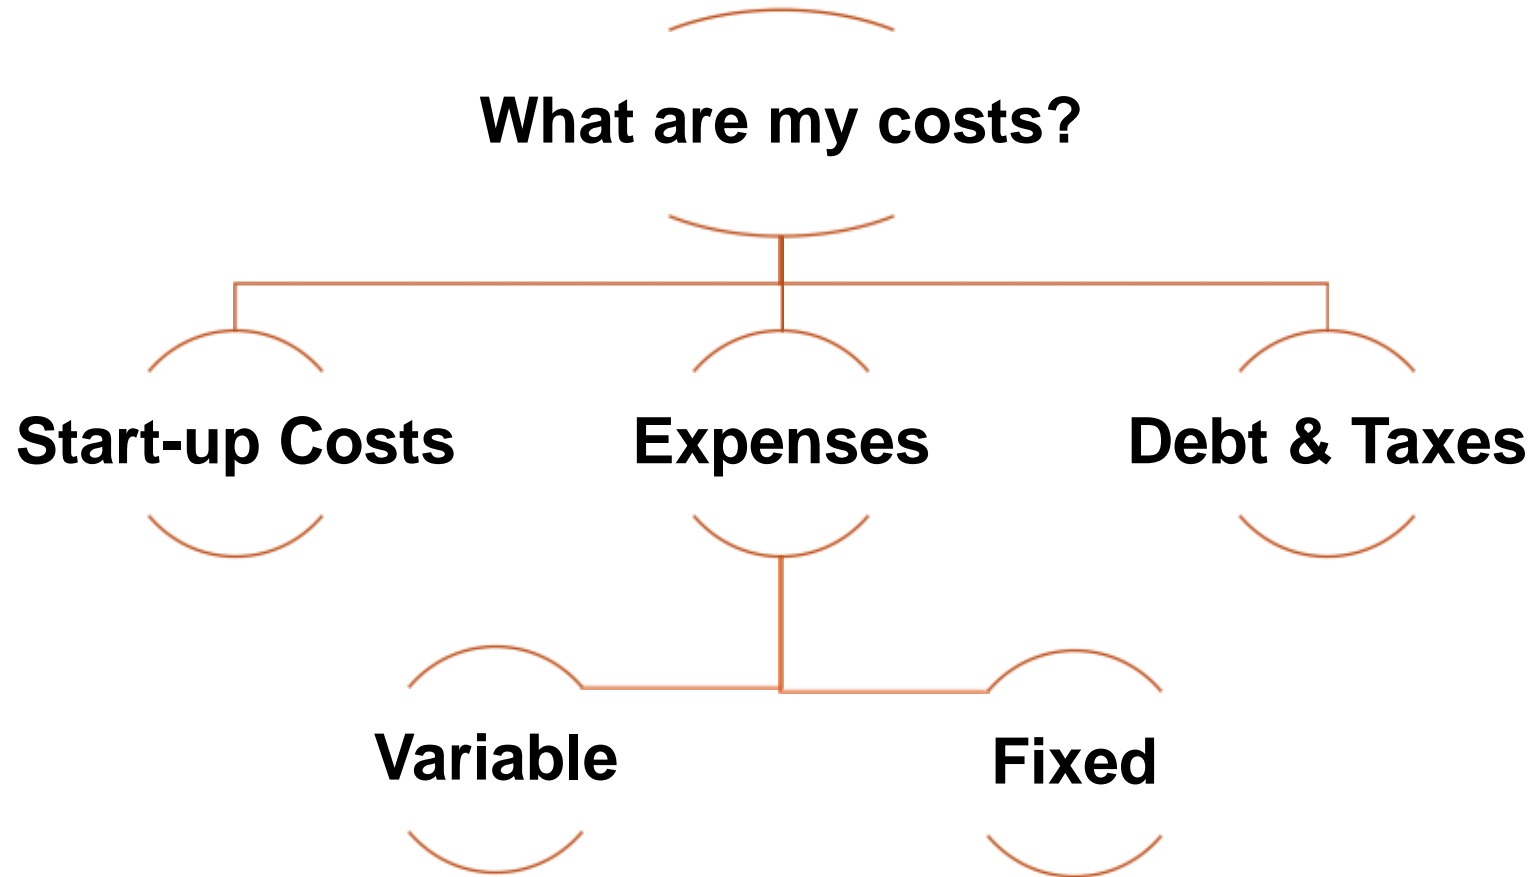 What are my costs?
Start-up Costs
Expenses
Debt & Taxes
Variable
Fixed